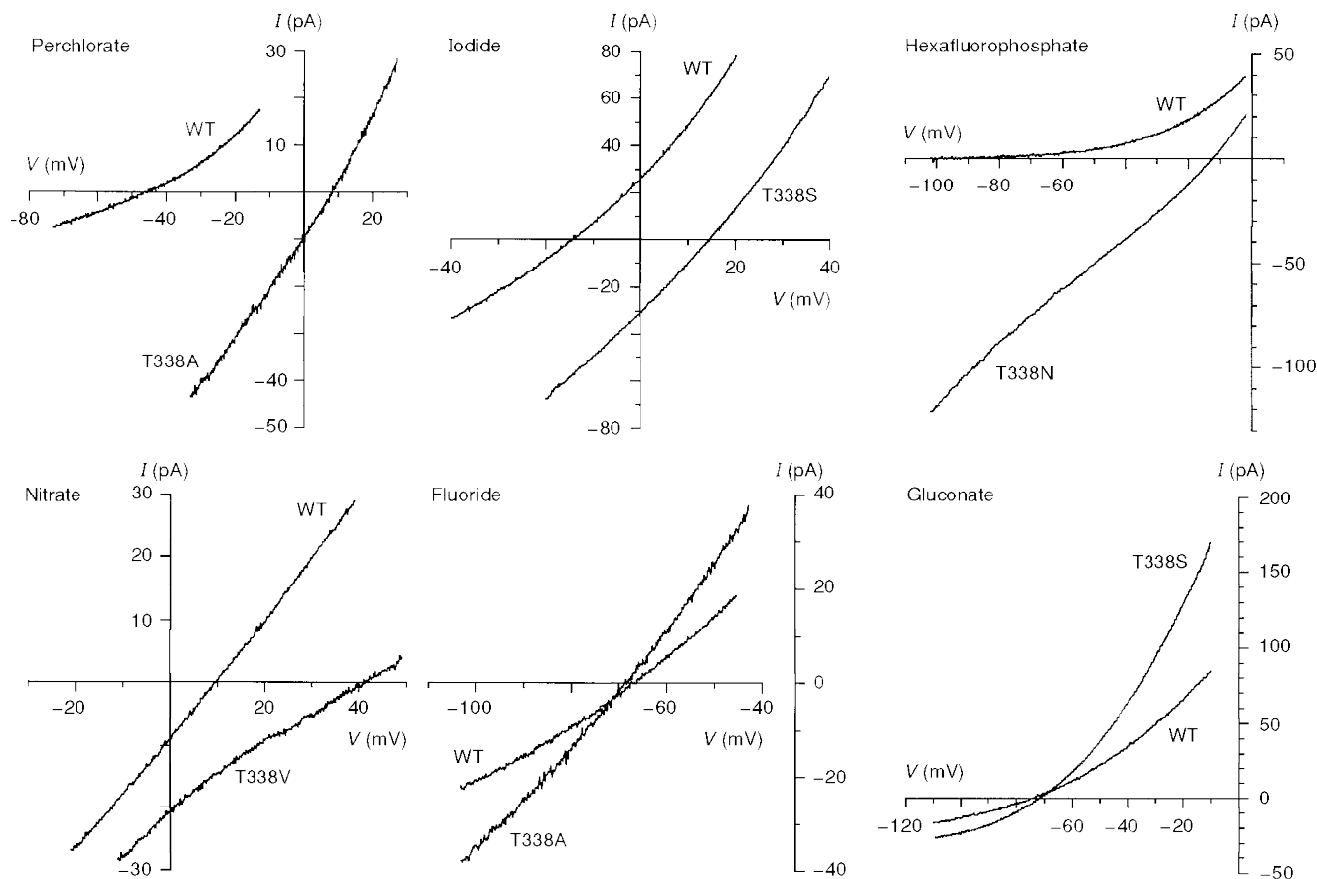 Perchlorate
I (pA)
30
10
WT
V (mV)
-80
-40
-20
20
T338A
-40
-50
Iodide
I (pA)
80
60
40
WT
T338S
-40
20
40
-20
V (mV)
-80
Hexafluorophosphate
I (pA)
50
WT
V (mV)
-100
-80
-60
-50
T338N
-100
Nitrate
I (pA)
30
WT
20
10
-20
20
40
V (mV)
T338V
-30
Fluoride
I (pA)
40
20
-100
-60
-40
0
V (mV)
WT
-20
T338A
-40
Gluconate
I (pA)
200
T338S
150
100
50
WT
V (mV)
0
-120
-60
-40
-20
-50